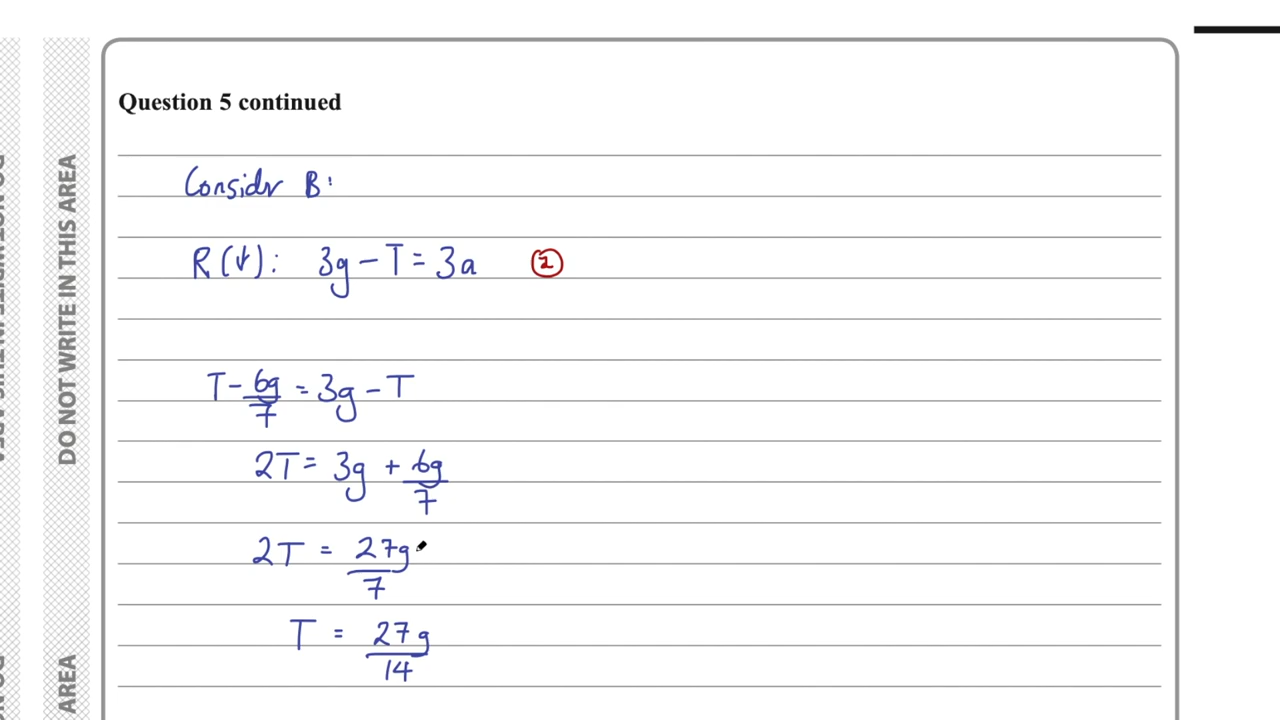 Question 5 continued
Consider B:
R(↓): 3g - T = 3a ②
T - 6g/7 = 3g - T
2T = 3g + 6g/7
2T = 27g/7
T = 27g/14
DO NOT WRITE IN THIS AREA
AREA